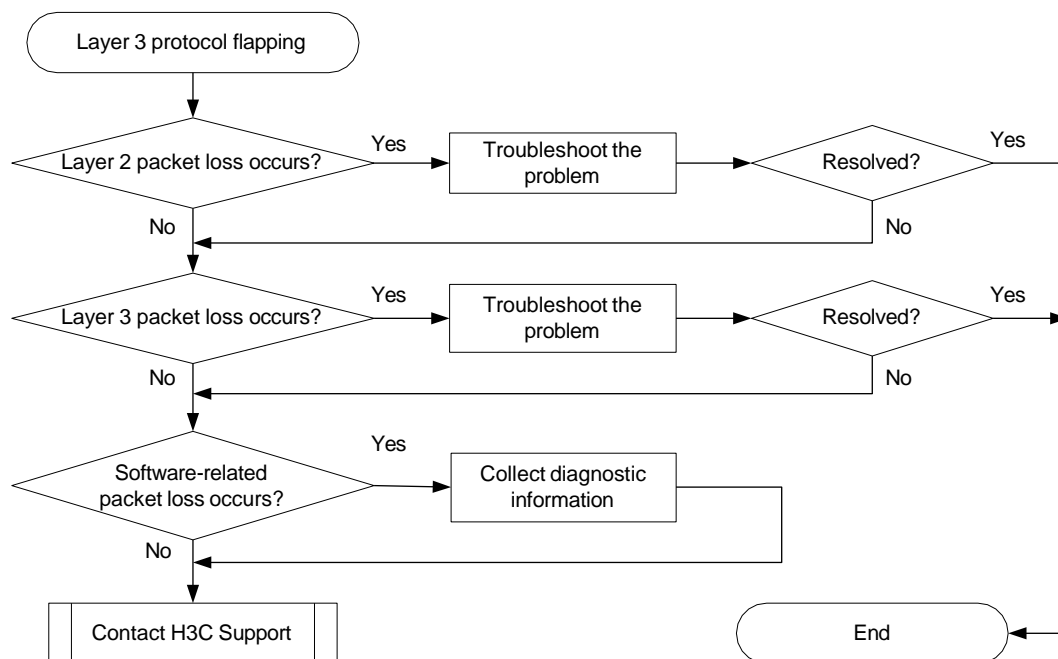 Layer 3 protocol flapping
Layer 2 packet loss occurs?
Yes
Troubleshoot the
problem
Resolved?
Yes
No
No
Layer 3 packet loss occurs?
Yes
Troubleshoot the
problem
Resolved?
Yes
No
No
Software-related
packet loss occurs?
Yes
Collect diagnostic
information
No
Contact H3C Support
End